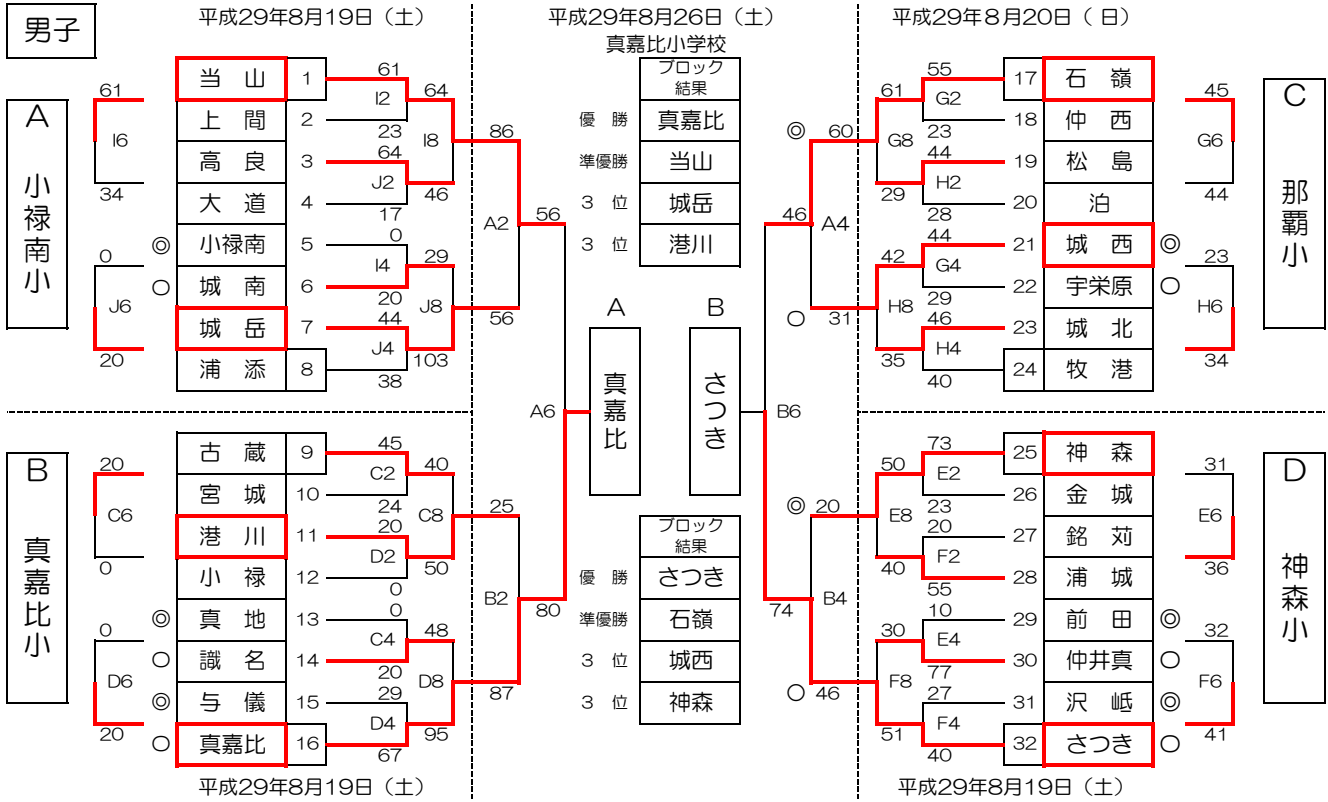 男子
平成29年8月19日（土）
平成29年8月26日（土）
真嘉比小学校
平成29年8月20日（日）
A
小禄南小
61
I6
34
0
J6
20
当山 1
上間 2
高良 3
大道 4
◎ 小禄南 5
○ 城南 6
城岳 7
浦添 8
61
I2
23
64
J2
17
0
I4
20
44
J4
38
64
I8
46
29
J8
103
86
A2
56
56
ブロック
結果
優勝 真嘉比
準優勝 当山
3位 城岳
3位 港川
◎ 60
46 A4
○ 31
61
G8
29
42
H8
35
55
G2
23
44
H2
28
44
G4
29
46
H4
40
17 石嶺
18 仲西
19 松島
20 泊
21 城西 ◎
22 宇栄原 ○
23 城北
24 牧港
45
G6
44
23
H6
34
C
那覇小
A
真嘉比
B
さつき
A6
B6
B
真嘉比小
20
C6
0
0
D6
20
古蔵 9
宮城 10
港川 11
小禄 12
◎ 真地 13
○ 識名 14
◎ 与儀 15
○ 真嘉比 16
45
C2
24
20
D2
0
0
C4
20
29
D4
67
40
C8
50
48
D8
95
25
B2
87
80
ブロック
結果
優勝 さつき
準優勝 石嶺
3位 城西
3位 神森
◎ 20
74 B4
○ 46
50
E8
40
30
F8
51
73
E2
23
20
F2
55
10
E4
77
27
F4
40
25 神森
26 金城
27 銘苅
28 浦城
29 前田 ◎
30 仲井真 ○
31 沢岻 ◎
32 さつき ○
31
E6
36
32
F6
41
D
神森小
平成29年8月19日（土）
平成29年8月19日（土）